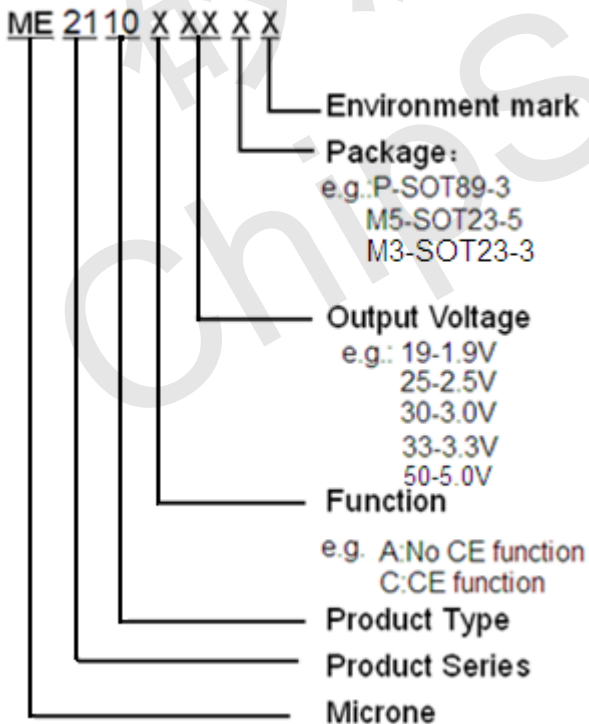 ME 21 10 X XX X X
Environment mark
Package：
e.g.:P-SOT89-3
M5-SOT23-5
M3-SOT23-3
Output Voltage
e.g.: 19-1.9V
25-2.5V
30-3.0V
33-3.3V
50-5.0V
Function
e.g. A:No CE function
C:CE function
Product Type
Product Series
Microne